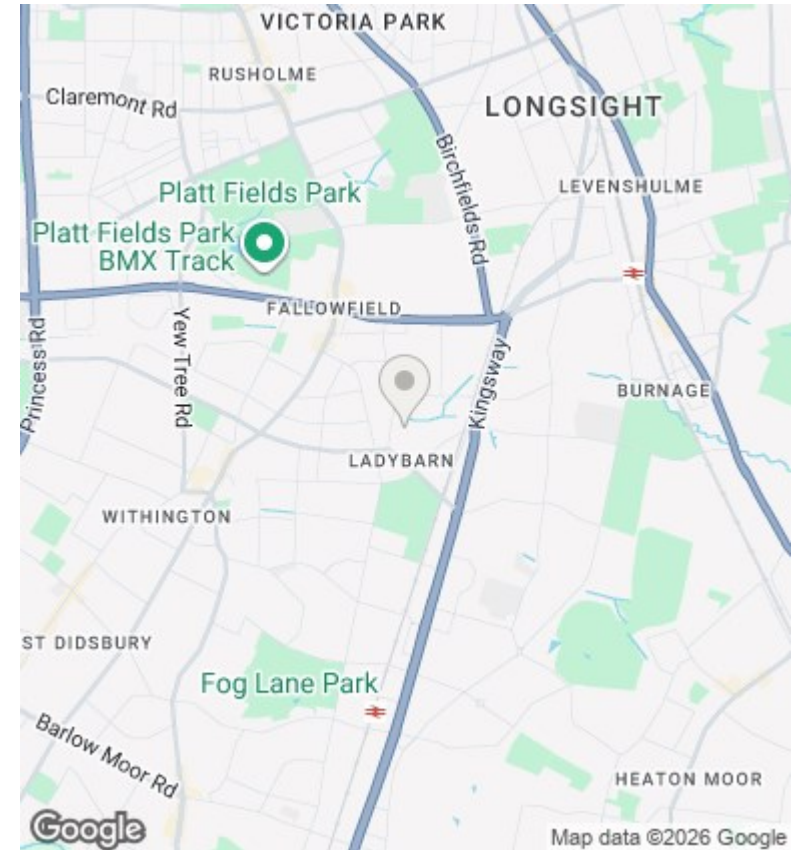 VICTORIA PARK
RUSHOLME
Claremont Rd
LONGSIGHT
Birchfields Rd
LEVENSHULME
Platt Fields Park
Platt Fields Park
BMX Track
FALLOWFIELD
Princess Rd
Yew Tree Rd
Kingsway
BURNAGE
LADYBARN
WITHINGTON
ST DIDSBURY
Fog Lane Park
Barlow Moor Rd
HEATON MOOR
Google
Map data ©2026 Google